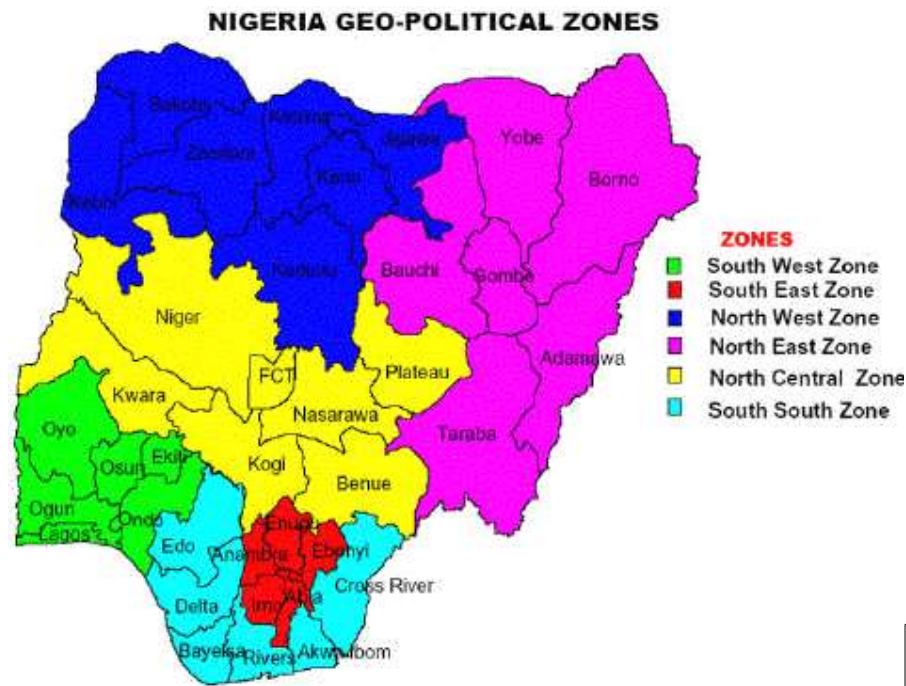 NIGERIA GEO-POLITICAL ZONES
Sokoto
Katsina
Zamfara
Jigawa
Kano
Kebbi
Kaduna
Yobe
Borno
Bauchi
Gombe
Adamawa
Taraba
Niger
FCT
Plateau
Kwara
Nasarawa
Kogi
Benue
Oyo
Osun
Ekiti
Ogun
Ondo
Lagos
Edo
Enugu
Anambra
Ebonyi
Cross River
Imo
Abia
Delta
Bayelsa
Rivers
Akwa Ibom
ZONES
South West Zone
South East Zone
North West Zone
North East Zone
North Central Zone
South South Zone